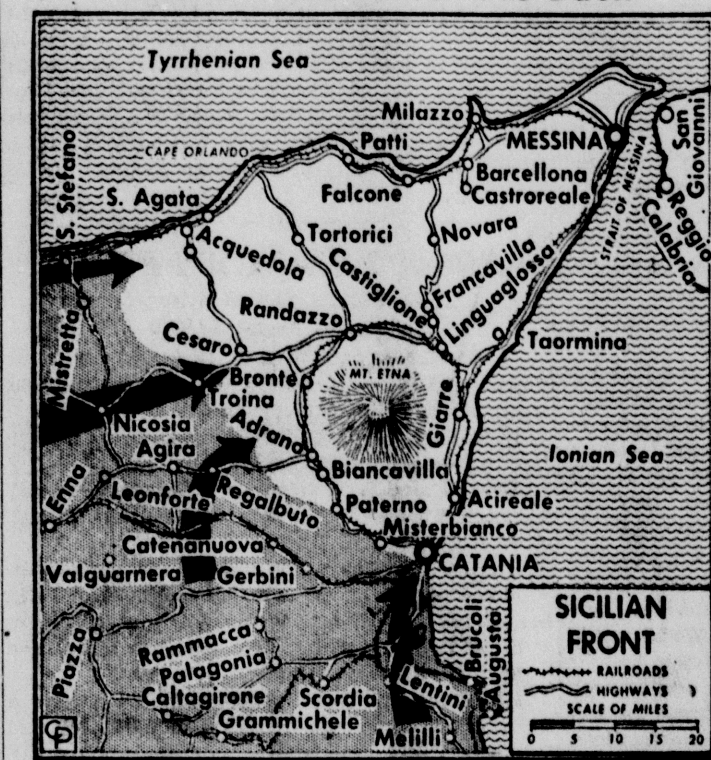 Tyrrhenian Sea
Milazzo
Patti
MESSINA
San
Giovanni
CAPE ORLANDO
S. Stefano
Barcellona
Castroreale
STRAIT OF MESSINA
Reggio
Calabria
Falcone
S. Agata
Acquedola
Tortorici
Novara
Castiglione
Francavilla
Linguaglossa
Randazzo
Taormina
Cesaro
Mistretta
Bronte
MT. ETNA
Troina
Giarre
Nicosia
Adrana
Ionian Sea
Agira
Biancavilla
Enna
Leonforte
Regalbuto
Paterno
Acireale
Misterbianco
Catenanuova
CATANIA
Valguarnera
Gerbini
Piazza
Rammacca
Palagonia
Brucoli
Augusta
Caltagirone
Scordia
Lentini
Grammichele
Melilli
CP
SICILIAN
FRONT
RAILROADS
HIGHWAYS
SCALE OF MILES
0 5 10 15 20